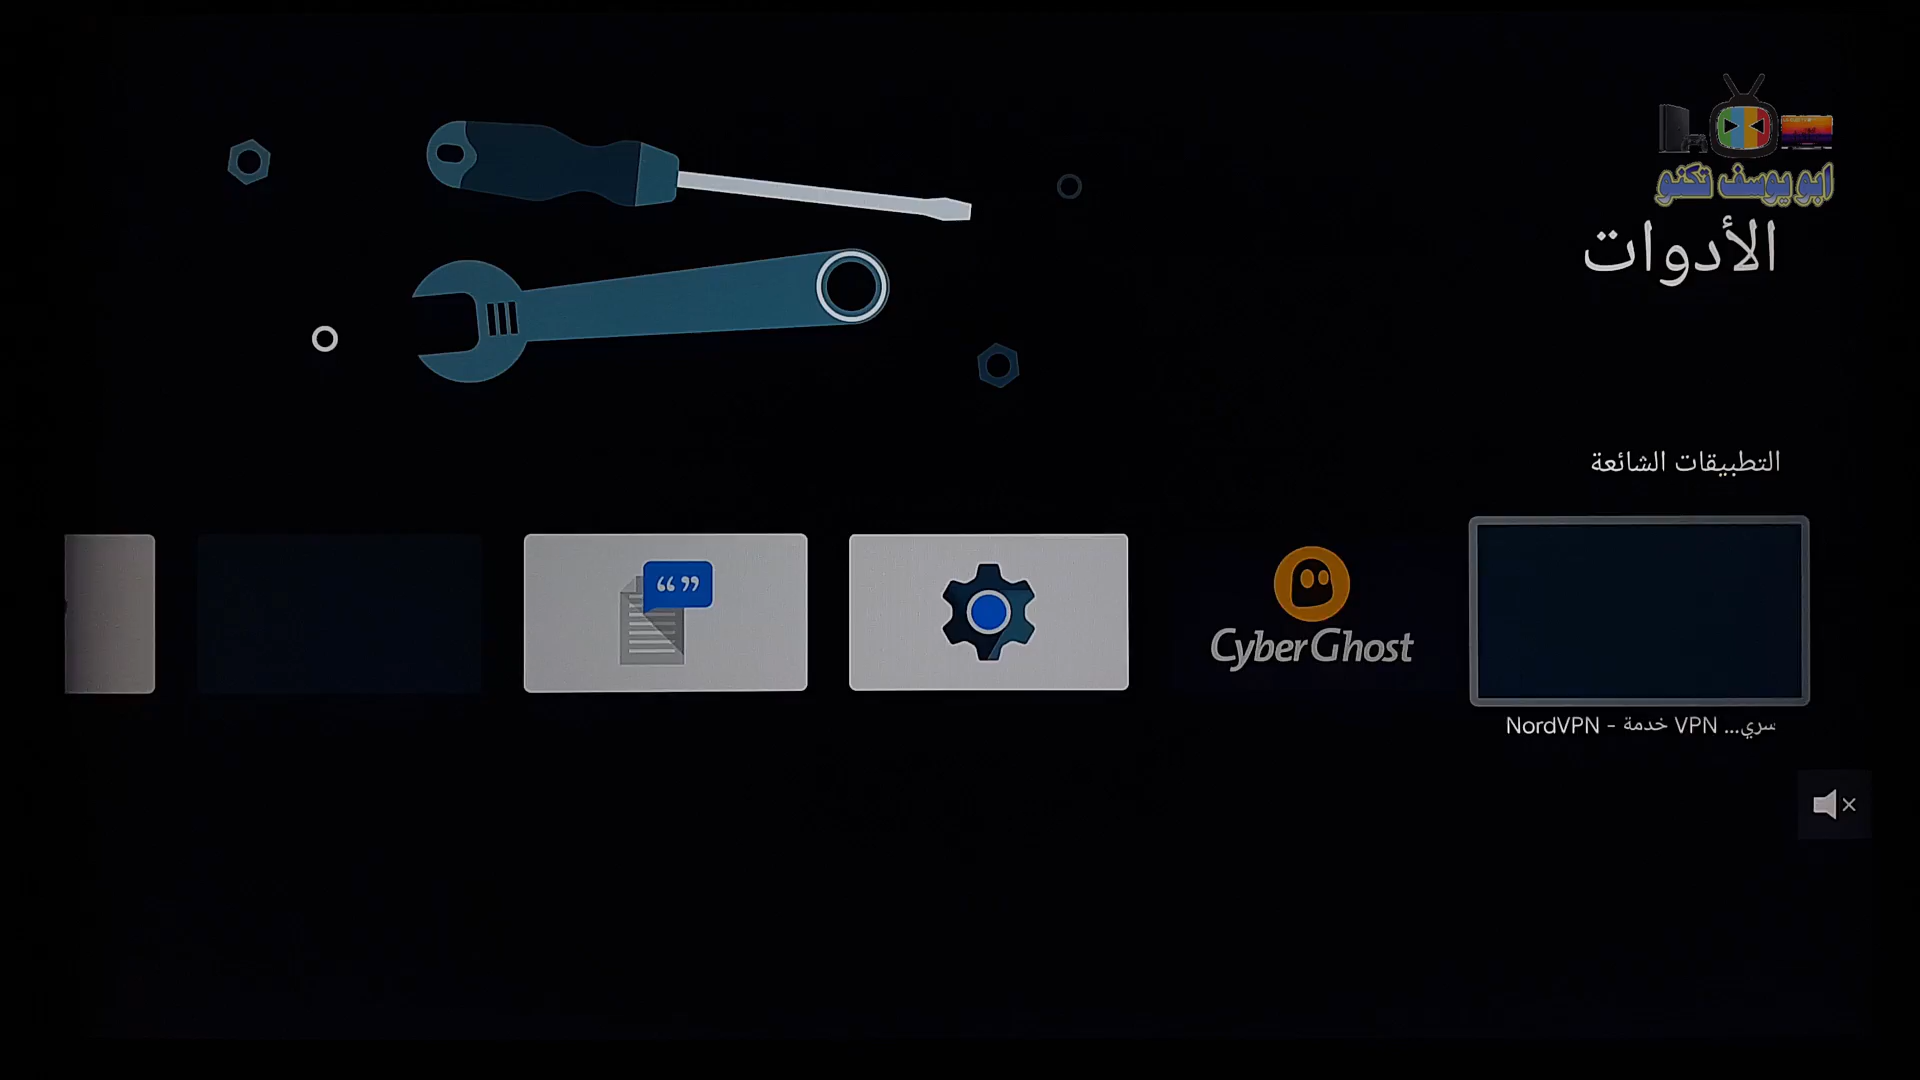 ابو يوسف تكنو
الأدوات
التطبيقات الشائعة
“ ”
CyberGhost
NordVPN - خدمة VPN سري...